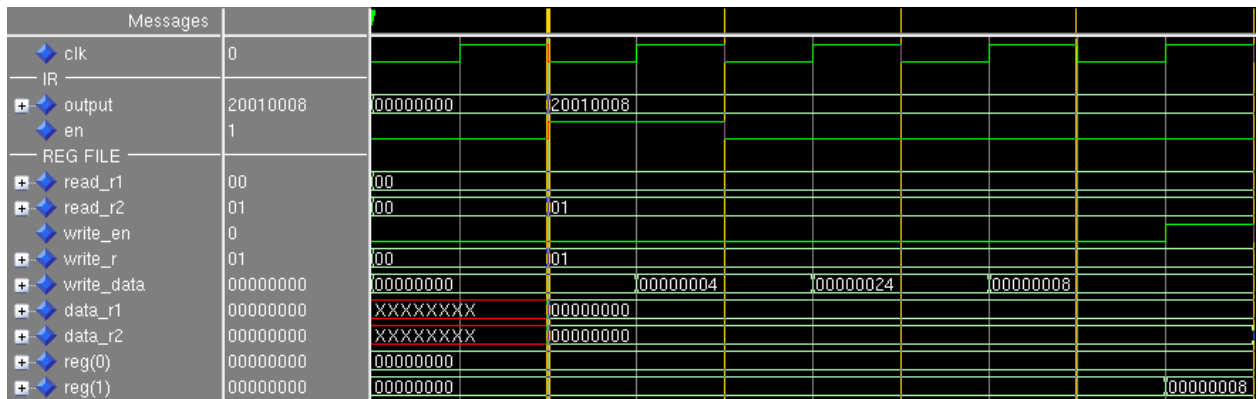 Messages
clk 0
IR
output 20010008 00000000 20010008
en 1
REG FILE
read_r1 00 00
read_r2 01 00 01
write_en 0
write_r 01 00 01
write_data 00000000 00000000 00000004 00000024 00000008
data_r1 00000000 XXXXXXXX 00000000
data_r2 00000000 XXXXXXXX 00000000
reg(0) 00000000 00000000
reg(1) 00000000 00000000 00000008